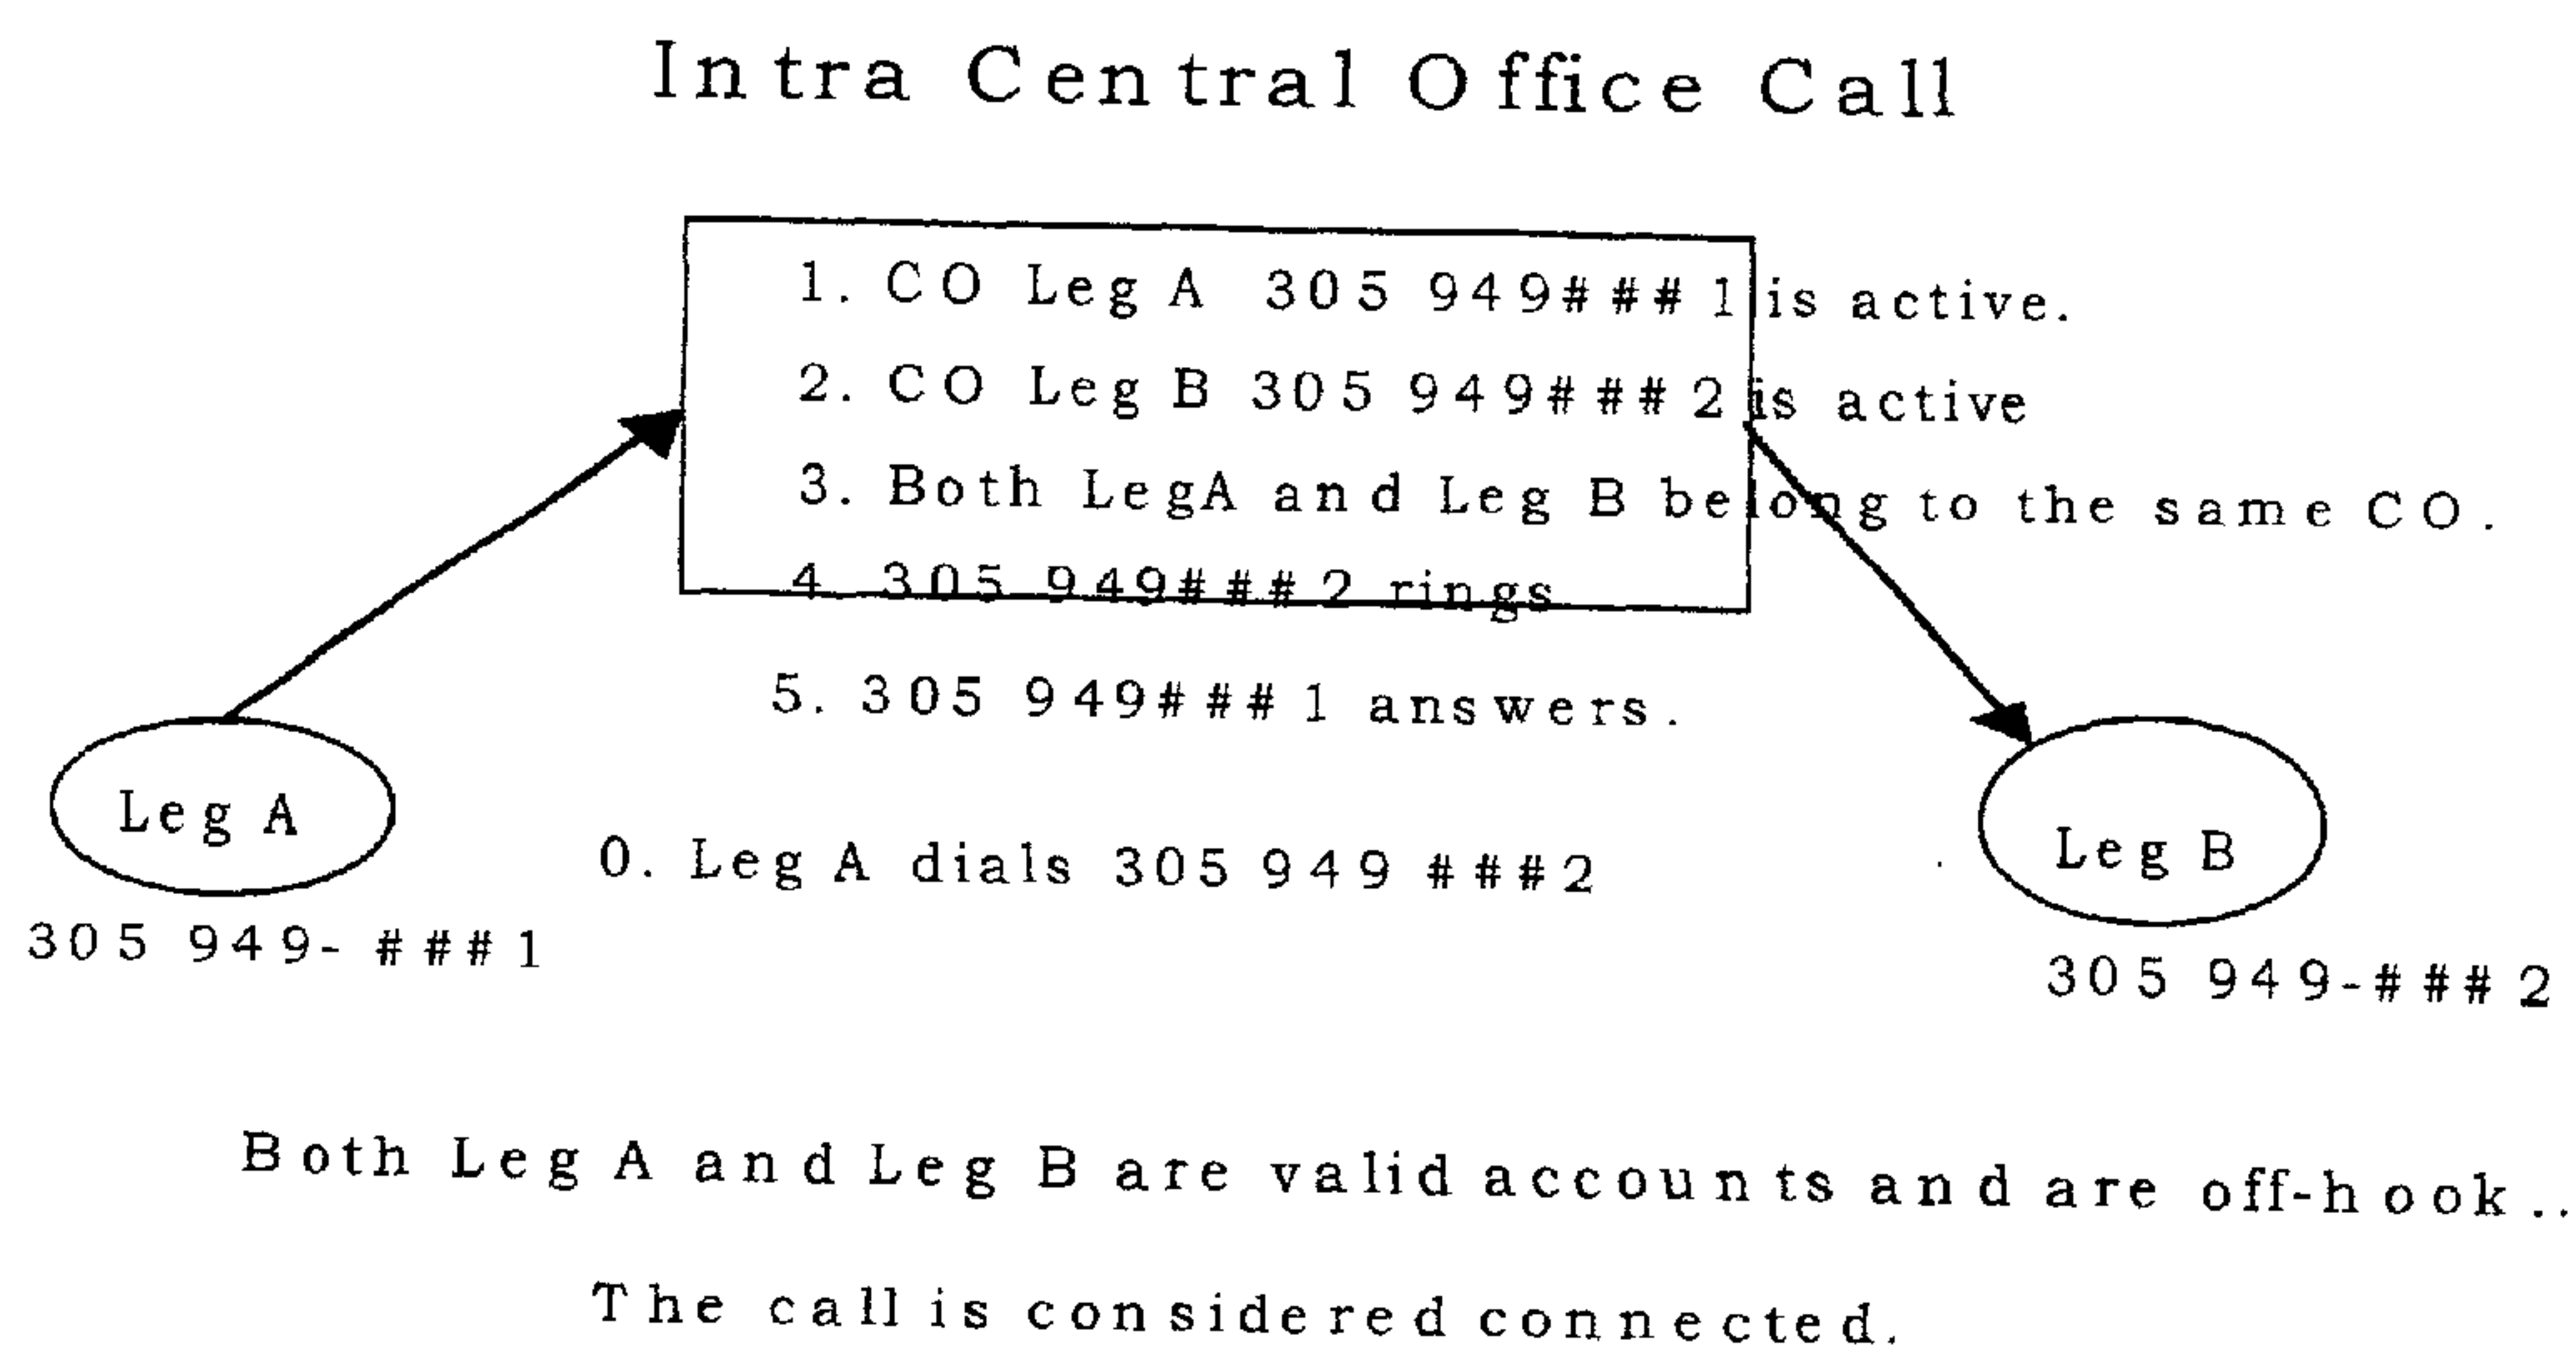 Intra Central Office Call
1. CO Leg A 305 949###1 is active.
2. CO Leg B 305 949###2 is active
3. Both LegA and Leg B belong to the same CO.
4. 305 949###2 rings
5. 305 949###1 answers.
Leg A
0. Leg A dials 305 949 ###2
Leg B
305 949- ###1
305 949-###2
Both Leg A and Leg B are valid accounts and are off-hook..
The call is considered connected.